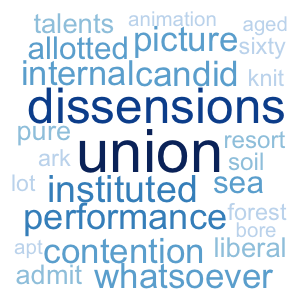 talents animation aged
allotted picture sixty
internal candid knit
dissensions
pure union resort
ark soil
lot instituted sea
performance forest
bore
apt contention liberal
admit whatsoever